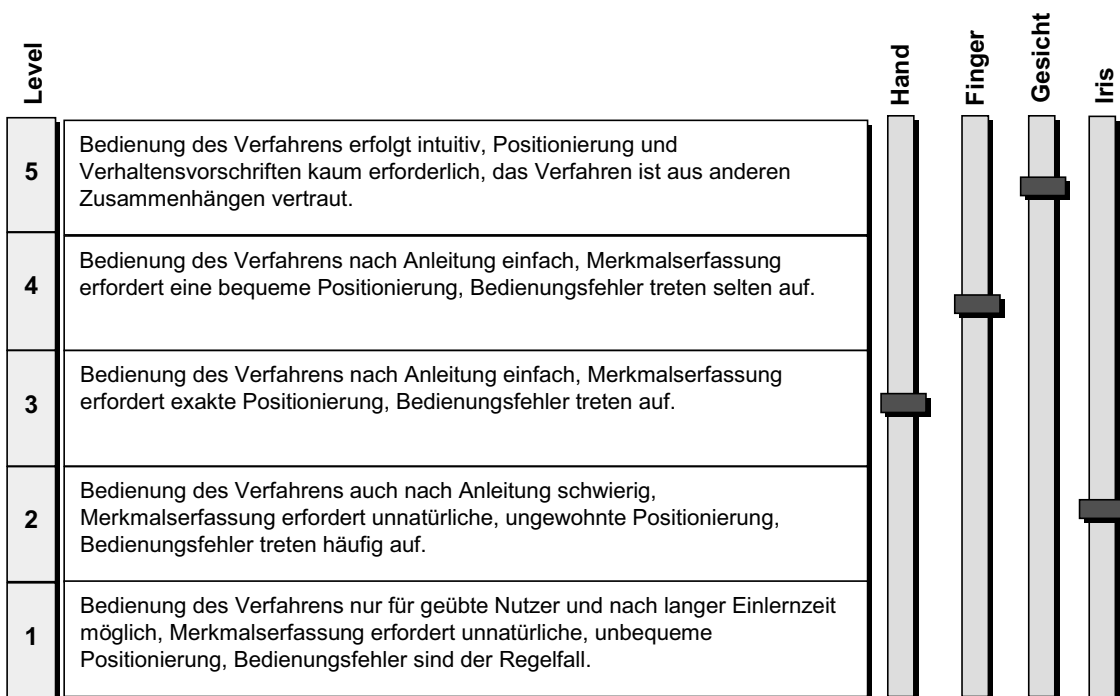 Level
Hand
Finger
Gesicht
Iris
5
Bedienung des Verfahrens erfolgt intuitiv, Positionierung und
Verhaltensvorschriften kaum erforderlich, das Verfahren ist aus anderen
Zusammenhängen vertraut.
4
Bedienung des Verfahrens nach Anleitung einfach, Merkmalserfassung
erfordert eine bequeme Positionierung, Bedienungsfehler treten selten auf.
3
Bedienung des Verfahrens nach Anleitung einfach, Merkmalserfassung
erfordert exakte Positionierung, Bedienungsfehler treten auf.
2
Bedienung des Verfahrens auch nach Anleitung schwierig,
Merkmalserfassung erfordert unnatürliche, ungewohnte Positionierung,
Bedienungsfehler treten häufig auf.
1
Bedienung des Verfahrens nur für geübte Nutzer und nach langer Einlernzeit
möglich, Merkmalserfassung erfordert unnatürliche, unbequeme
Positionierung, Bedienungsfehler sind der Regelfall.